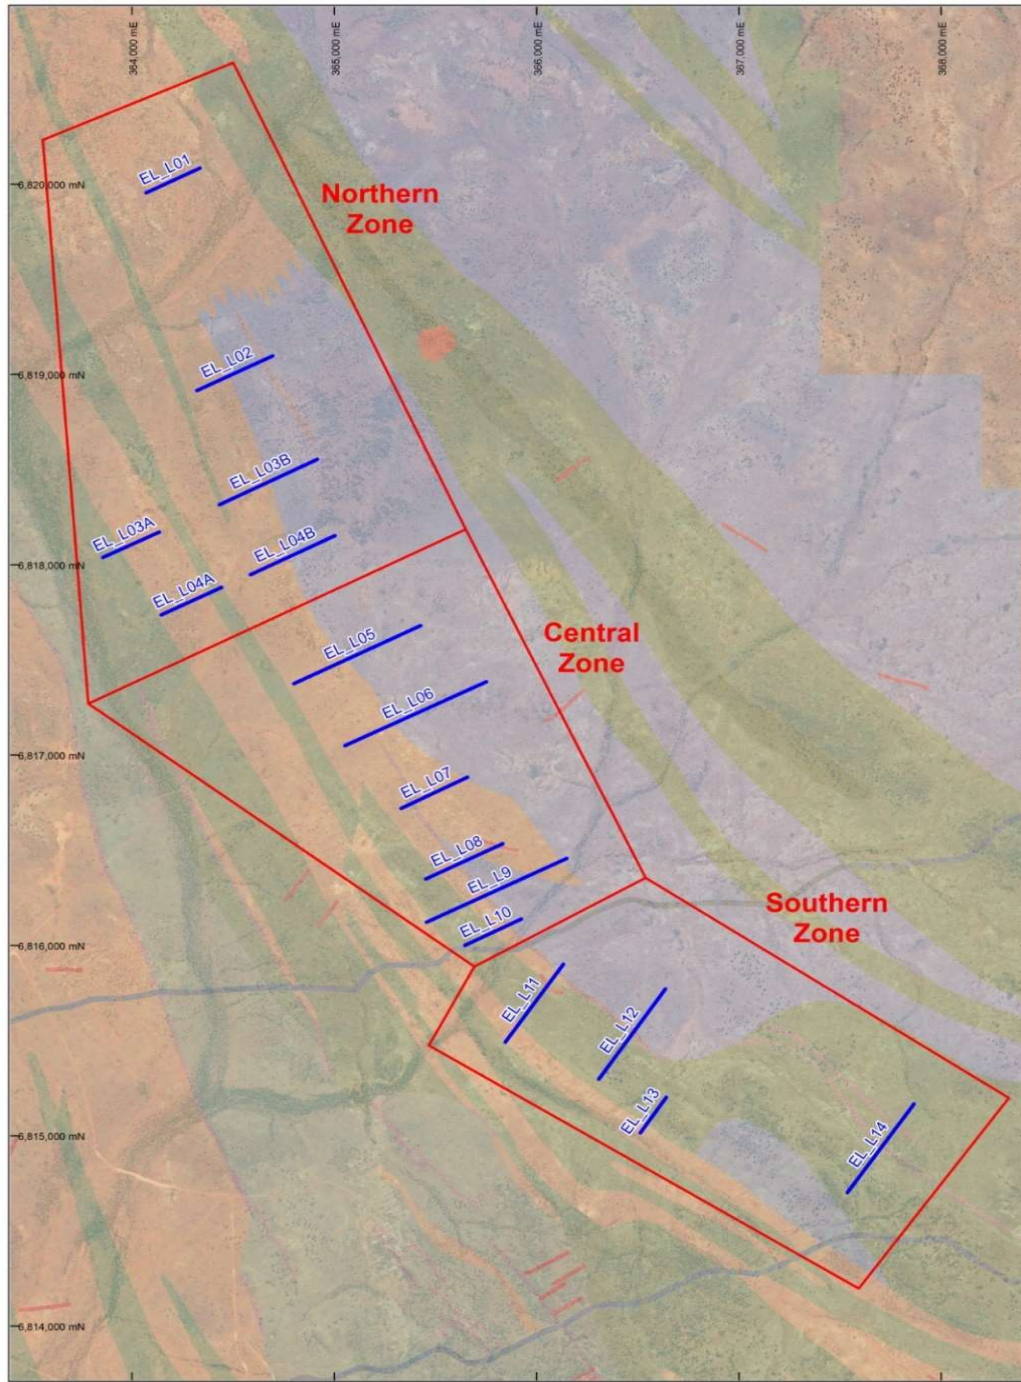 364,000 mE
365,000 mE
366,000 mE
367,000 mE
368,000 mE
6,820,000 mN
6,819,000 mN
6,818,000 mN
6,817,000 mN
6,816,000 mN
6,815,000 mN
6,814,000 mN
EL_L01
Northern
Zone
EL_L02
EL_L03B
EL_L03A
EL_L04B
EL_L04A
Central
Zone
EL_L05
EL_L06
EL_L07
EL_L08
EL_L9
EL_L10
Southern
Zone
EL_L11
EL_L12
EL_L13
EL_L14